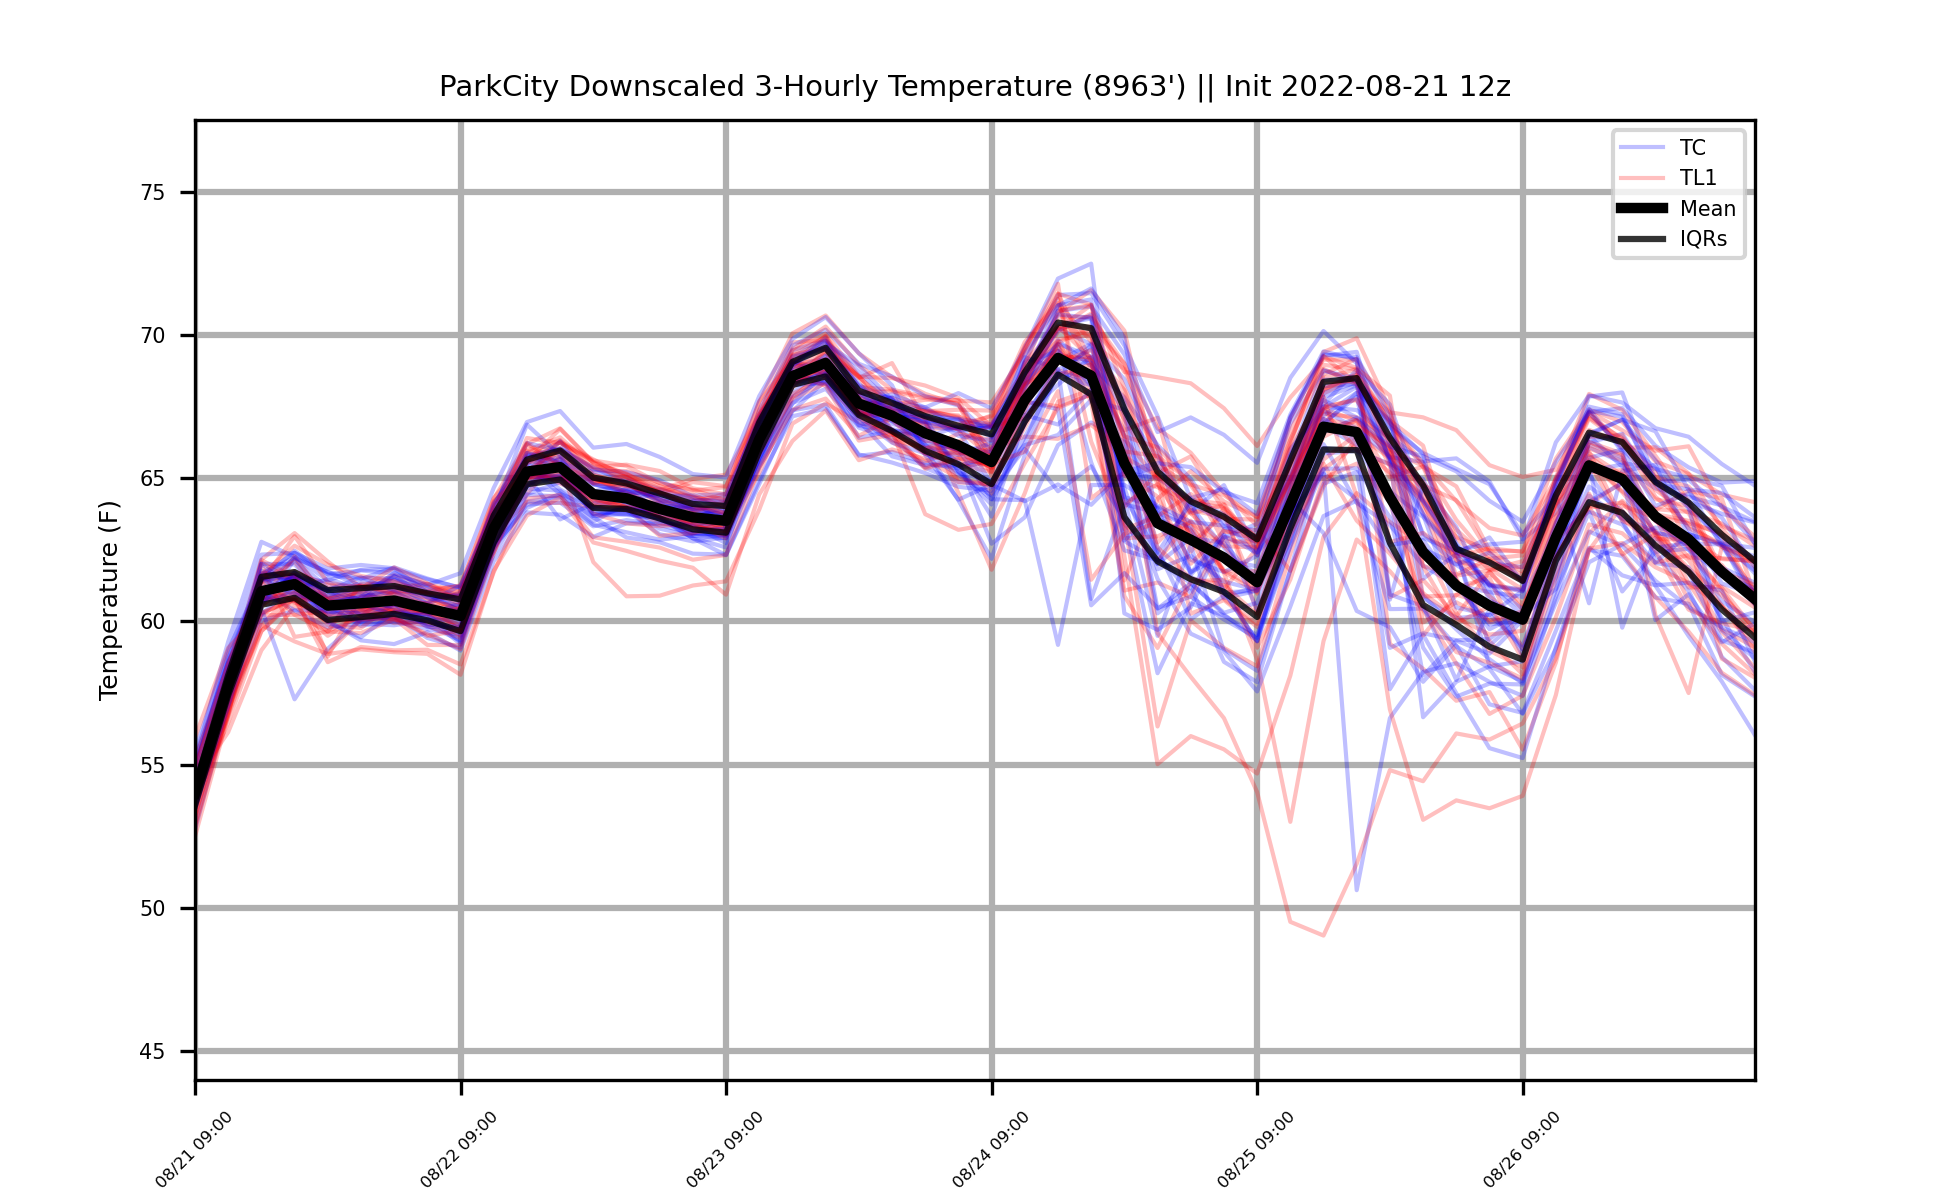 ParkCity Downscaled 3-Hourly Temperature (8963') || Init 2022-08-21 12z
TC
TL1
Mean
IQRs
Temperature (F)
75
70
65
60
55
50
45
08/21 09:00
08/22 09:00
08/23 09:00
08/24 09:00
08/25 09:00
08/26 09:00